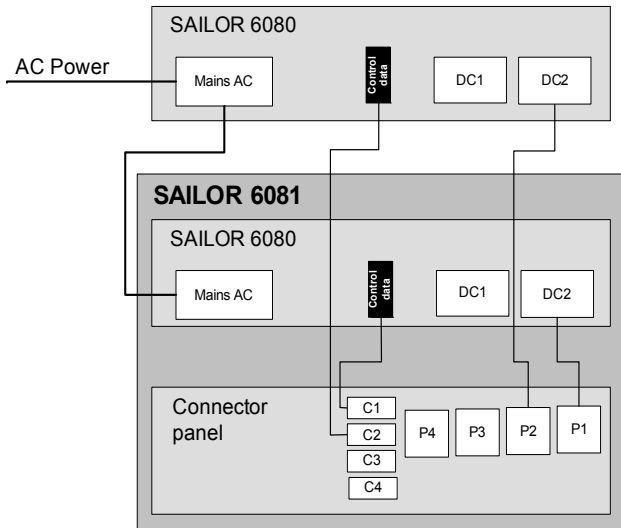 SAILOR 6080
AC Power
Mains AC
Control
data
DC1
DC2
SAILOR 6081
SAILOR 6080
Mains AC
Control
data
DC1
DC2
Connector
panel
C1
C2
C3
C4
P4
P3
P2
P1